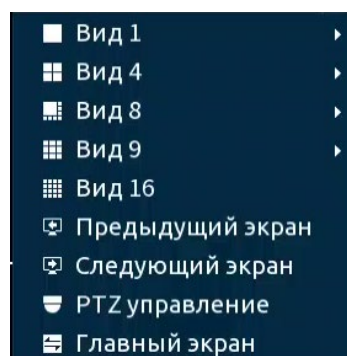 Вид 1
Вид 4
Вид 8
Вид 9
Вид 16
Предыдущий экран
Следующий экран
PTZ управление
Главный экран